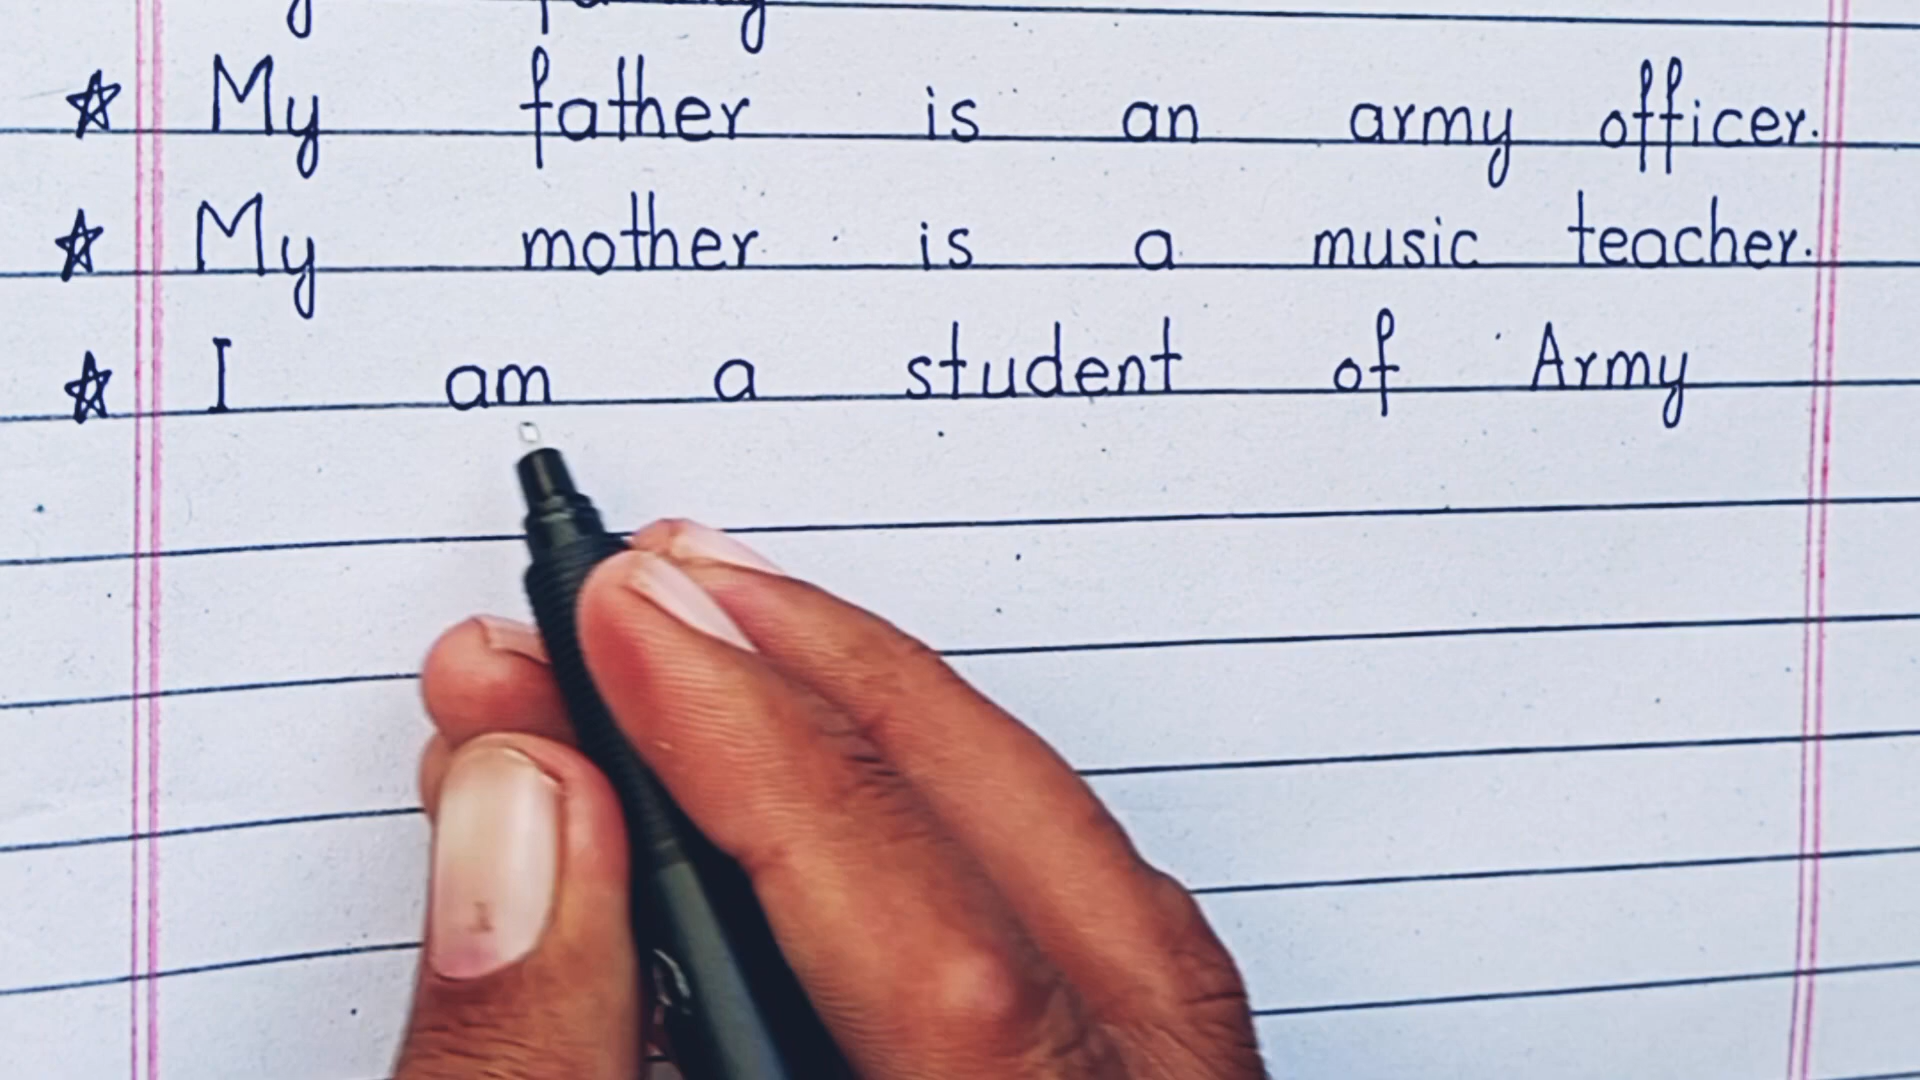 ★ My father is an army officer.
★ My mother is a music teacher.
★ I am a student of Army